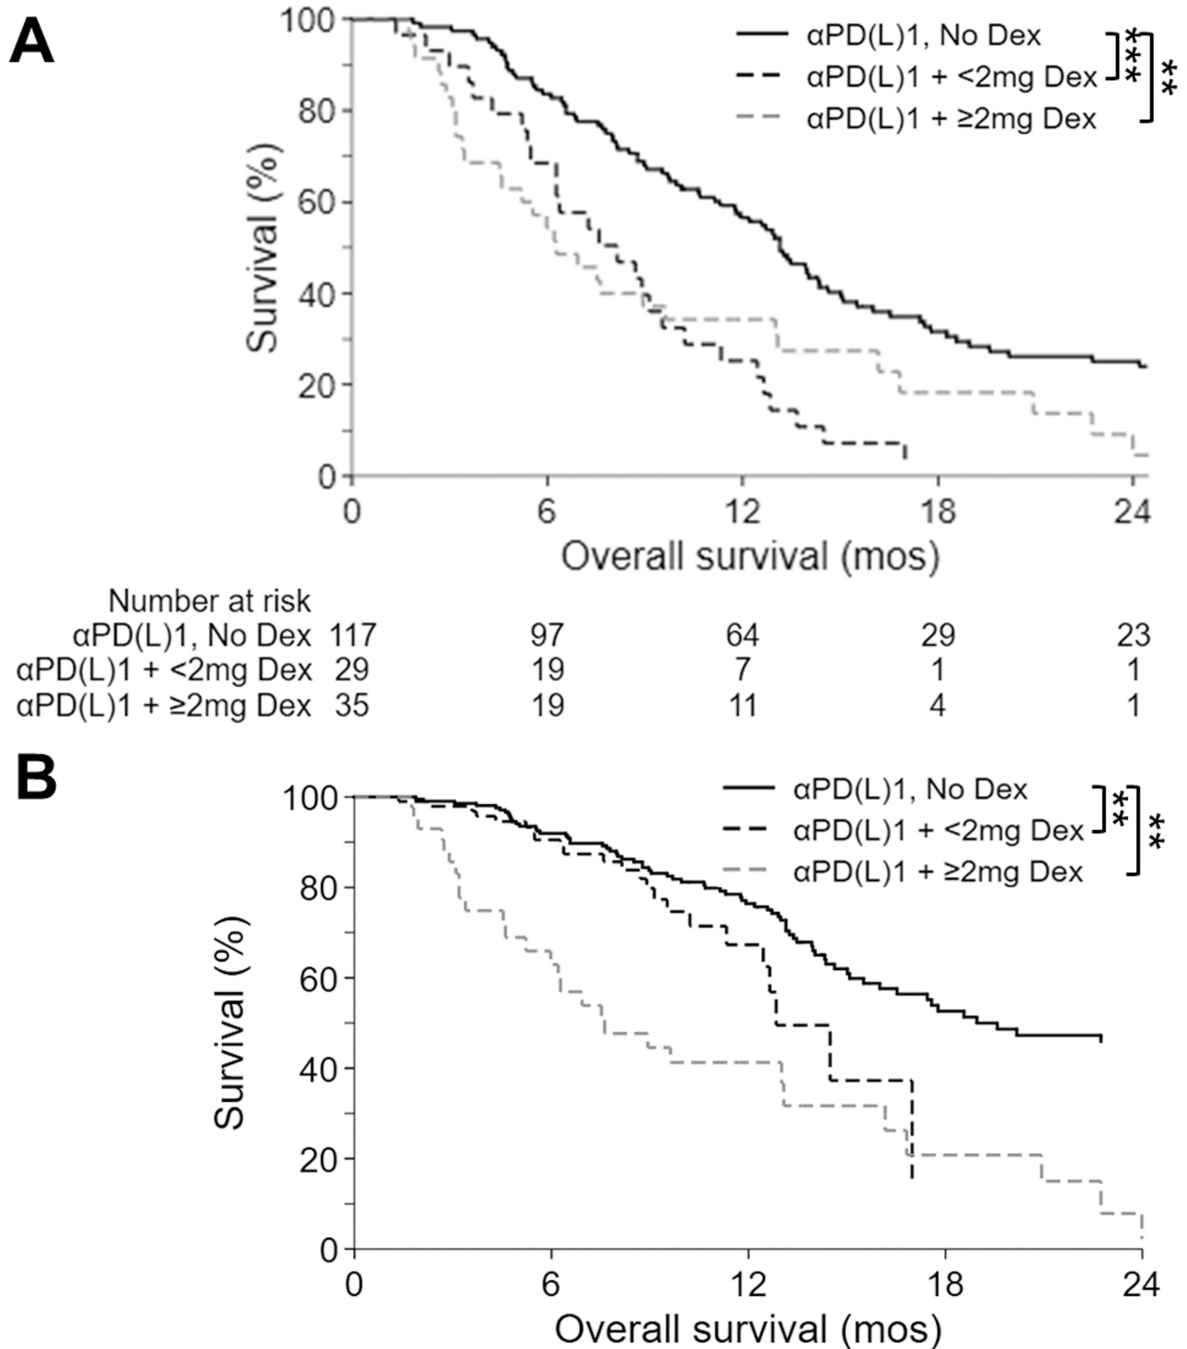 A
αPD(L)1, No Dex
αPD(L)1 + <2mg Dex
αPD(L)1 + ≥2mg Dex
***
**
Survival (%)
100
80
60
40
20
0
0 6 12 18 24
Overall survival (mos)
Number at risk
αPD(L)1, No Dex 117 97 64 29 23
αPD(L)1 + <2mg Dex 29 19 7 1 1
αPD(L)1 + ≥2mg Dex 35 19 11 4 1
B
αPD(L)1, No Dex
αPD(L)1 + <2mg Dex
αPD(L)1 + ≥2mg Dex
**
**
Survival (%)
100
80
60
40
20
0
0 6 12 18 24
Overall survival (mos)